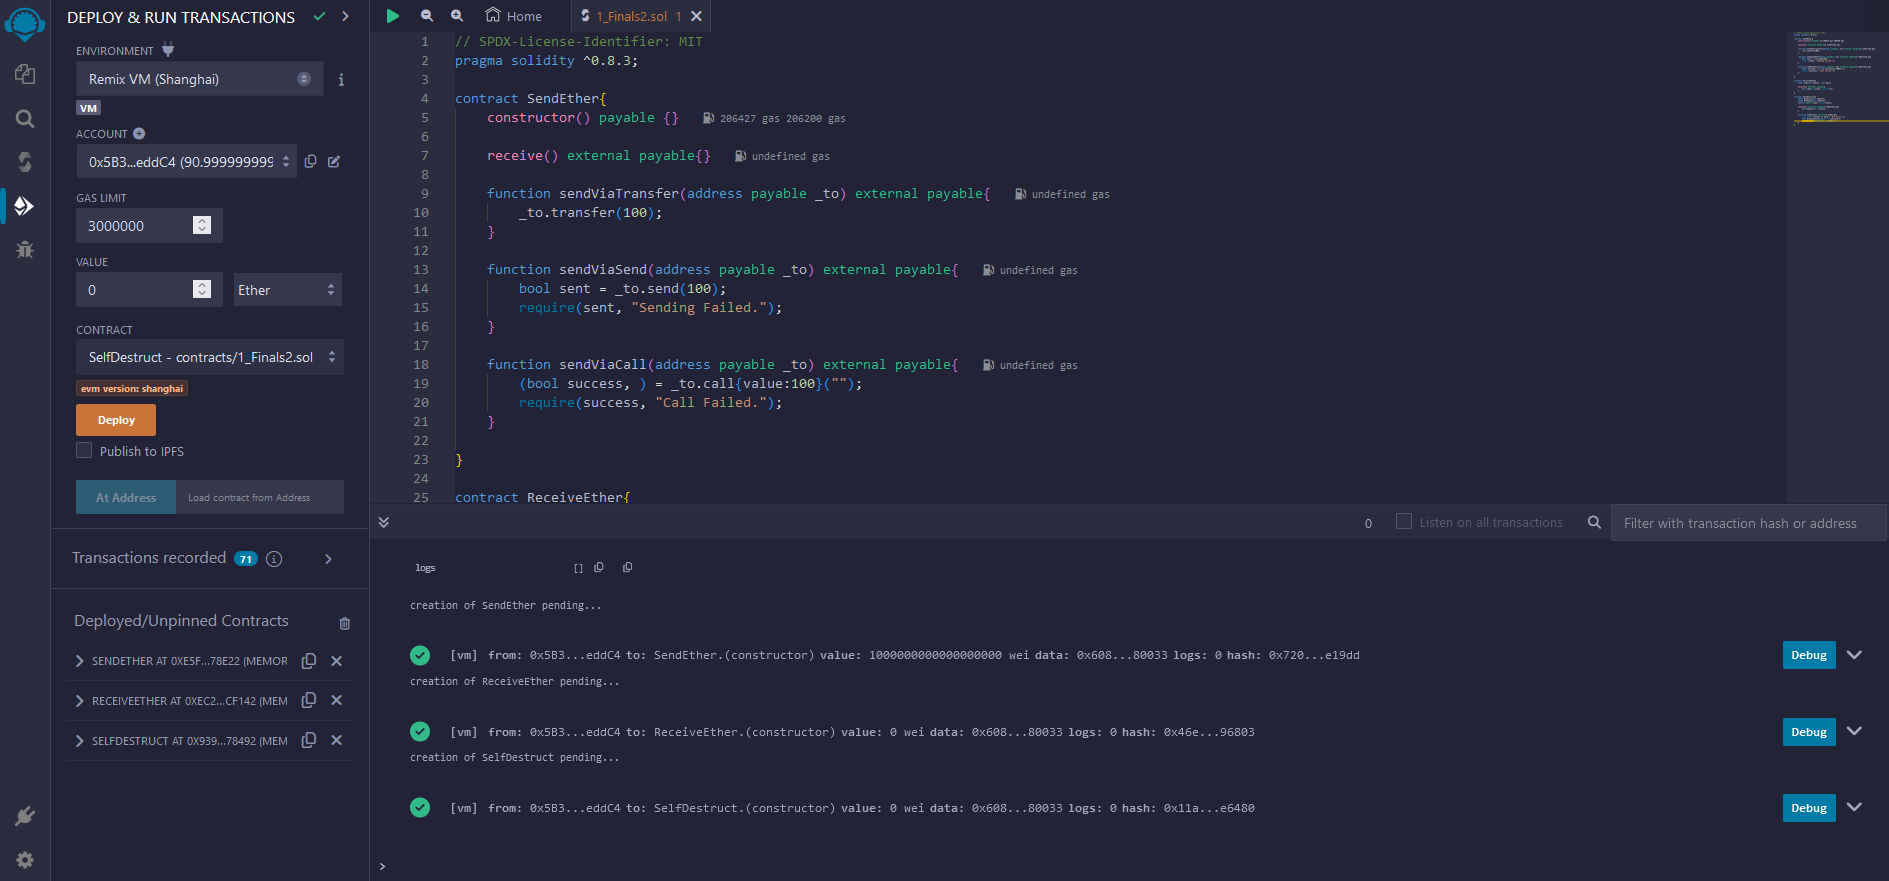 DEPLOY & RUN TRANSACTIONS
ENVIRONMENT
Remix VM (Shanghai)
VM
ACCOUNT
0x5B3...eddC4 (90.9999999999
GAS LIMIT
3000000
VALUE
0
Ether
CONTRACT
SelfDestruct - contracts/1_Finals2.sol
evm version: shanghai
Deploy
Publish to IPFS
At Address
Load contract from Address
Transactions recorded 71
Deployed/Unpinned Contracts
SENDETHER AT 0XE5F...78E22 (MEMOR
RECEIVEETHER AT 0XEC2...CF142 (MEM
SELFDESTRUCT AT 0X939...78492 (MEM
Home
1_Finals2.sol 1
1 // SPDX-License-Identifier: MIT
2 pragma solidity ^0.8.3;
3
4 contract SendEther{
5 constructor() payable {} 206427 gas 206200 gas
6
7 receive() external payable{} undefined gas
8
9 function sendViaTransfer(address payable _to) external payable{ undefined gas
10 _to.transfer(100);
11 }
12
13 function sendViaSend(address payable _to) external payable{ undefined gas
14 bool sent = _to.send(100);
15 require(sent, "Sending Failed.");
16 }
17
18 function sendViaCall(address payable _to) external payable{ undefined gas
19 (bool success, ) = _to.call{value:100}("");
20 require(success, "Call Failed.");
21 }
22
23 }
24
25 contract ReceiveEther{
0
Listen on all transactions
Filter with transaction hash or address
logs []
creation of SendEther pending...
[vm] from: 0x5B3...eddC4 to: SendEther.(constructor) value: 1000000000000000000 wei data: 0x608...80033 logs: 0 hash: 0x720...e19dd
Debug
creation of ReceiveEther pending...
[vm] from: 0x5B3...eddC4 to: ReceiveEther.(constructor) value: 0 wei data: 0x608...80033 logs: 0 hash: 0x46e...96803
Debug
creation of SelfDestruct pending...
[vm] from: 0x5B3...eddC4 to: SelfDestruct.(constructor) value: 0 wei data: 0x608...80033 logs: 0 hash: 0x11a...e6480
Debug
>